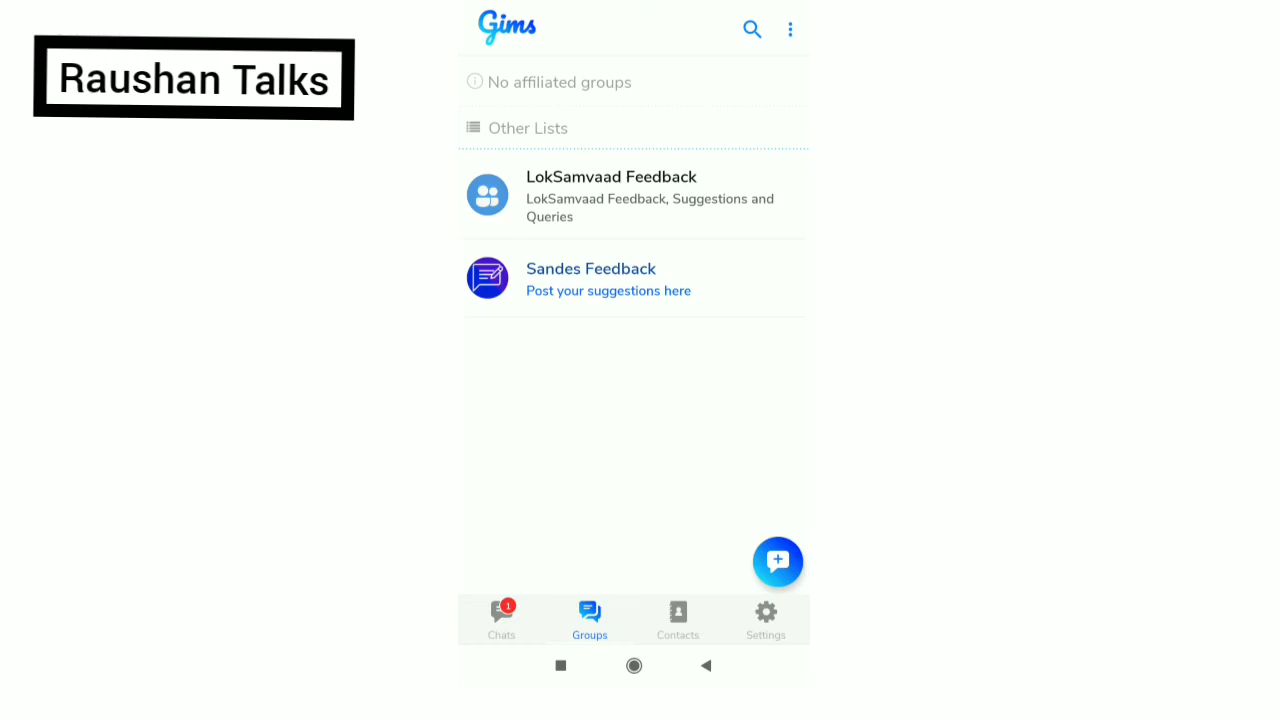 Raushan Talks
Gims
No affiliated groups
Other Lists
LokSamvaad Feedback
LokSamvaad Feedback, Suggestions and
Queries
Sandes Feedback
Post your suggestions here
1
Chats
Groups
Contacts
Settings